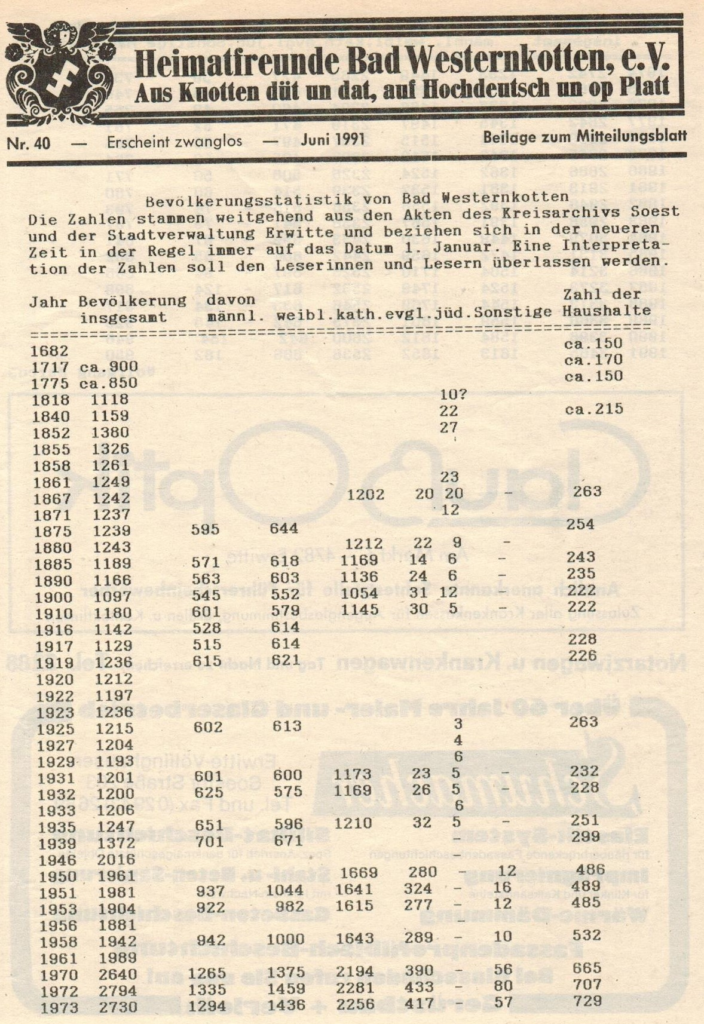 Heimatfreunde Bad Westernkotten, e.V.
Aus Kuotten düt un dat, auf Hochdeutsch un op Platt
Nr. 40 — Erscheint zwanglos — Juni 1991 Beilage zum Mitteilungsblatt
Bevölkerungsstatistik von Bad Westernkotten
Die Zahlen stammen weitgehend aus den Akten des Kreisarchivs Soest
und der Stadtverwaltung Erwitte und beziehen sich in der neueren
Zeit in der Regel immer auf das Datum 1. Januar. Eine Interpreta-
tion der Zahlen soll den Leserinen und Lesern überlassen werden.
Jahr Bevölkerung davon Zahl der
insgesamt männl. weibl.kath.evgl.jüd.Sonstige Haushalte
1682 ca.150
1717 ca.900 ca.170
1775 ca.850 ca.150
1818 1118 10?
1840 1159 22 ca.215
1852 1380 27
1855 1326
1858 1261
1861 1249 23
1867 1242 1202 20 20 - 263
1871 1237 12
1875 1239 595 644 254
1880 1243 1212 22 9 -
1885 1189 571 618 1169 14 6 - 243
1890 1166 563 603 1136 24 6 - 235
1900 1097 545 552 1054 31 12 - 222
1910 1180 601 579 1145 30 5 - 222
1916 1142 528 614
1917 1129 515 614 228
1919 1236 615 621 226
1920 1212
1922 1197
1923 1236
1925 1215 602 613 3 263
1927 1204 4
1929 1193 6
1931 1201 601 600 1173 23 5 - 232
1932 1200 625 575 1169 26 5 - 228
1933 1206 6
1935 1247 651 596 1210 32 5 - 251
1939 1372 701 671 - 299
1946 2016
1950 1961 1669 280 - 12 486
1951 1981 937 1044 1641 324 - 16 489
1953 1904 922 982 1615 277 - 12 485
1956 1881
1958 1942 942 1000 1643 289 - 10 532
1961 1989
1970 2640 1265 1375 2194 390 - 56 665
1972 2794 1335 1459 2281 433 - 80 707
1973 2730 1294 1436 2256 417 - 57 729